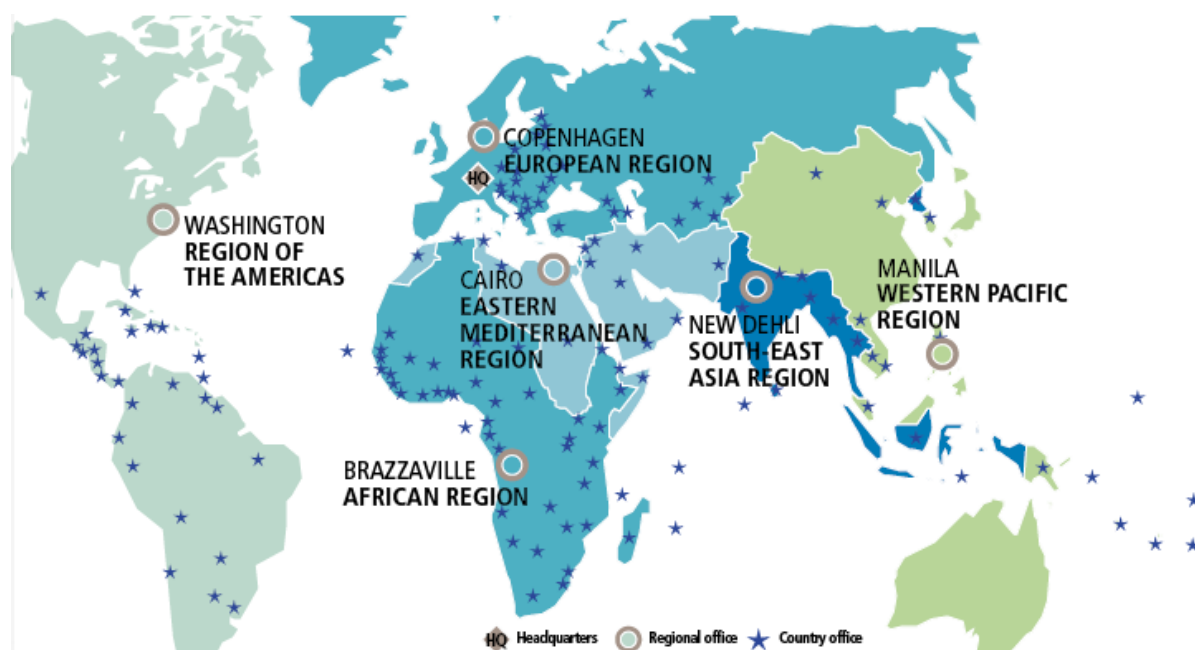 COPENHAGEN
EUROPEAN REGION
HQ
WASHINGTON
REGION OF
THE AMERICAS
CAIRO
EASTERN
MEDITERRANEAN
REGION
NEW DEHLI
SOUTH-EAST
ASIA REGION
MANILA
WESTERN PACIFIC
REGION
BRAZZAVILLE
AFRICAN REGION
HQ Headquarters
Regional office
Country office